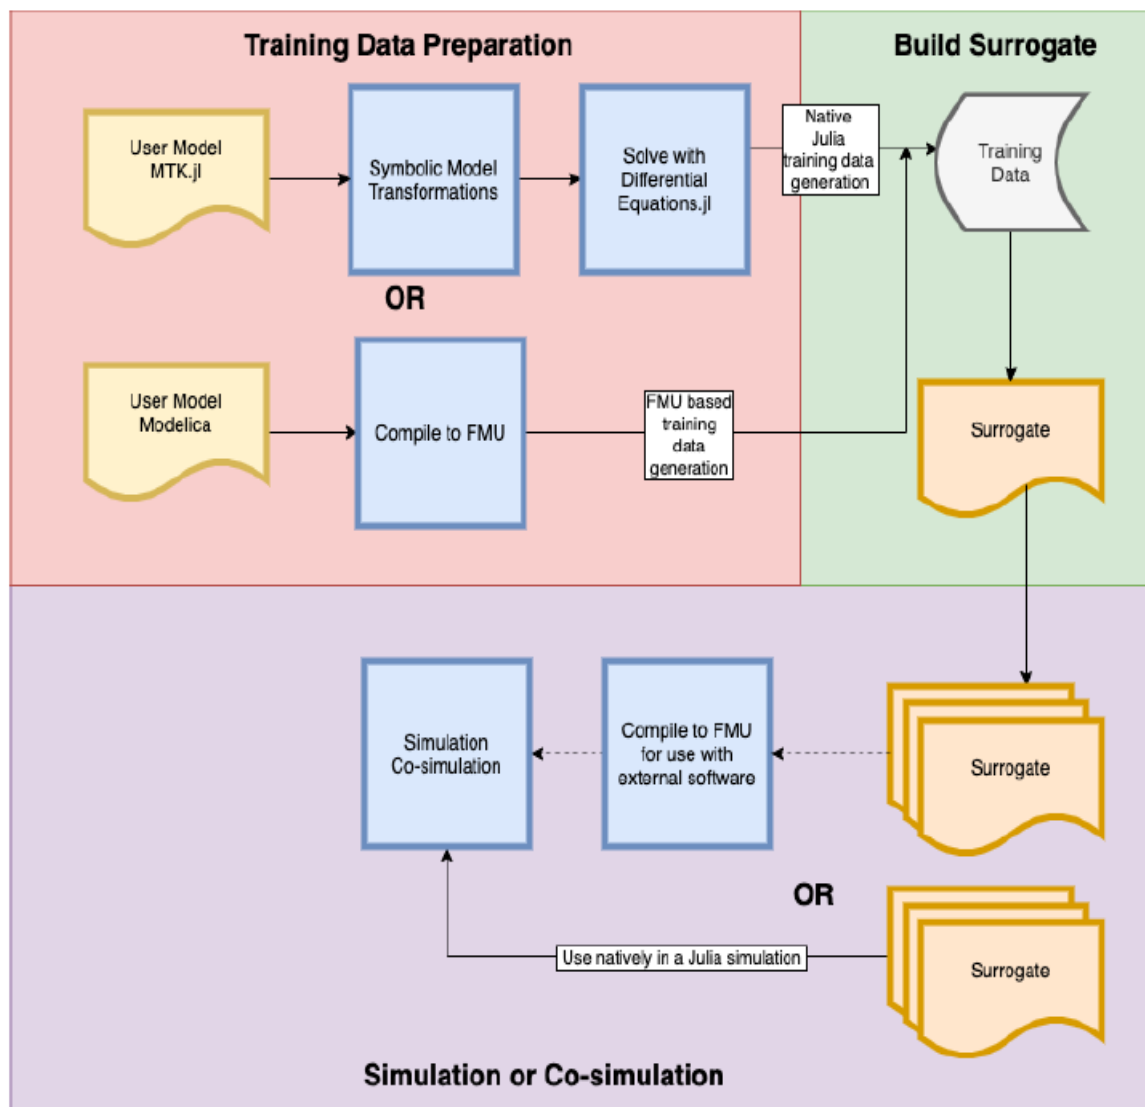 Training Data Preparation
Build Surrogate
User Model
MTK.jl
Symbolic Model
Transformations
Solve with
Differential
Equations.jl
Native
Julia
training data
generation
Training
Data
OR
User Model
Modelica
Compile to FMU
FMU based
training
data
generation
Surrogate
Simulation
Co-simulation
Compile to FMU
for use with
external software
Surrogate
OR
Use natively in a Julia simulation
Surrogate
Simulation or Co-simulation